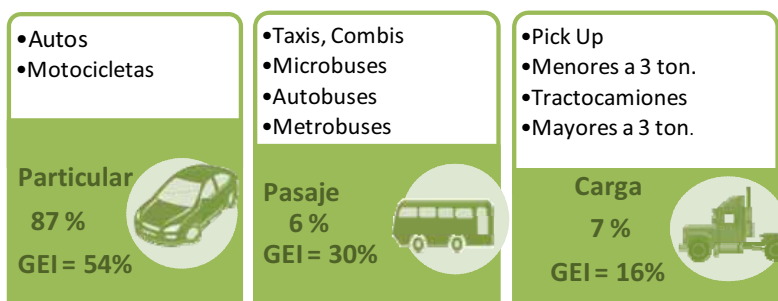 •Autos
•Motocicletas
Particular
87 %
GEI = 54%
•Taxis, Combis
•Microbuses
•Autobuses
•Metrobuses
Pasaje
6 %
GEI = 30%
•Pick Up
•Menores a 3 ton.
•Tractocamiones
•Mayores a 3 ton.
Carga
7 %
GEI = 16%